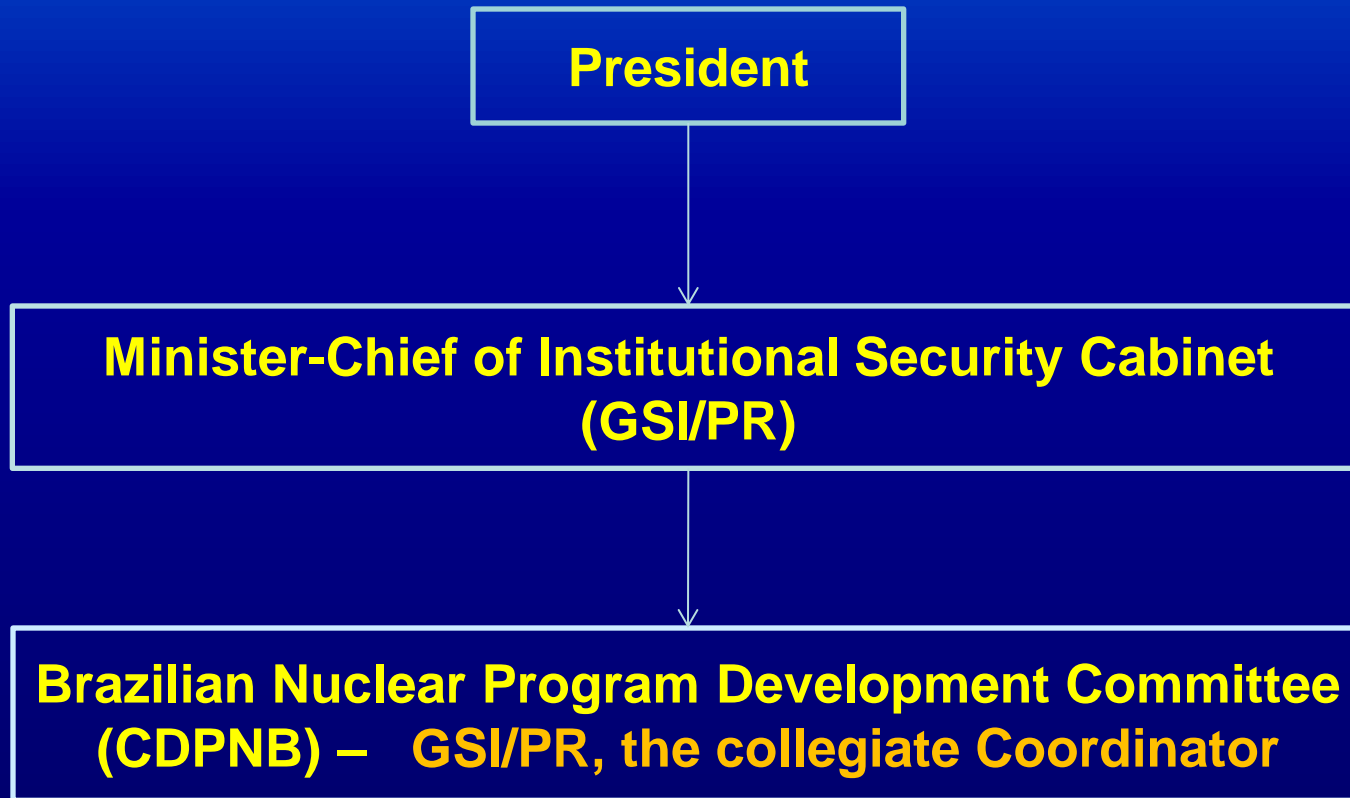 President
Minister-Chief of Institutional Security Cabinet
(GSI/PR)
Brazilian Nuclear Program Development Committee
(CDPNB) – GSI/PR, the collegiate Coordinator